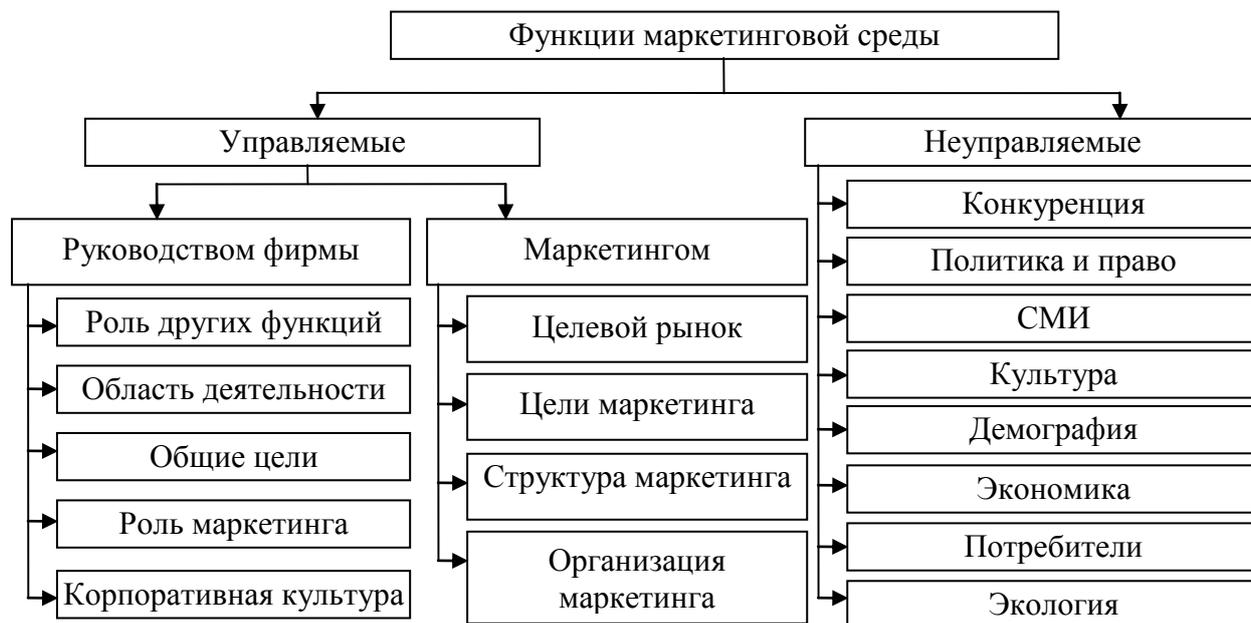 Функции маркетинговой среды
Управляемые
Неуправляемые
Руководством фирмы
Роль других функций
Область деятельности
Общие цели
Роль маркетинга
Корпоративная культура
Маркетингом
Целевой рынок
Цели маркетинга
Структура маркетинга
Организация
маркетинга
Конкуренция
Политика и право
СМИ
Культура
Демография
Экономика
Потребители
Экология